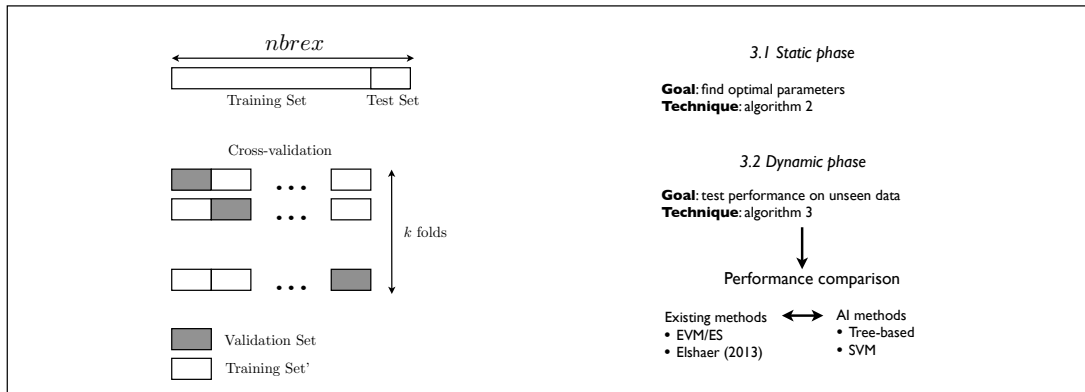 nbrex
Training Set
Test Set
Cross-validation
k folds
Validation Set
Training Set'
3.1 Static phase
Goal: find optimal parameters
Technique: algorithm 2
3.2 Dynamic phase
Goal: test performance on unseen data
Technique: algorithm 3
Performance comparison
Existing methods
• EVM/ES
• Elshaer (2013)
AI methods
• Tree-based
• SVM